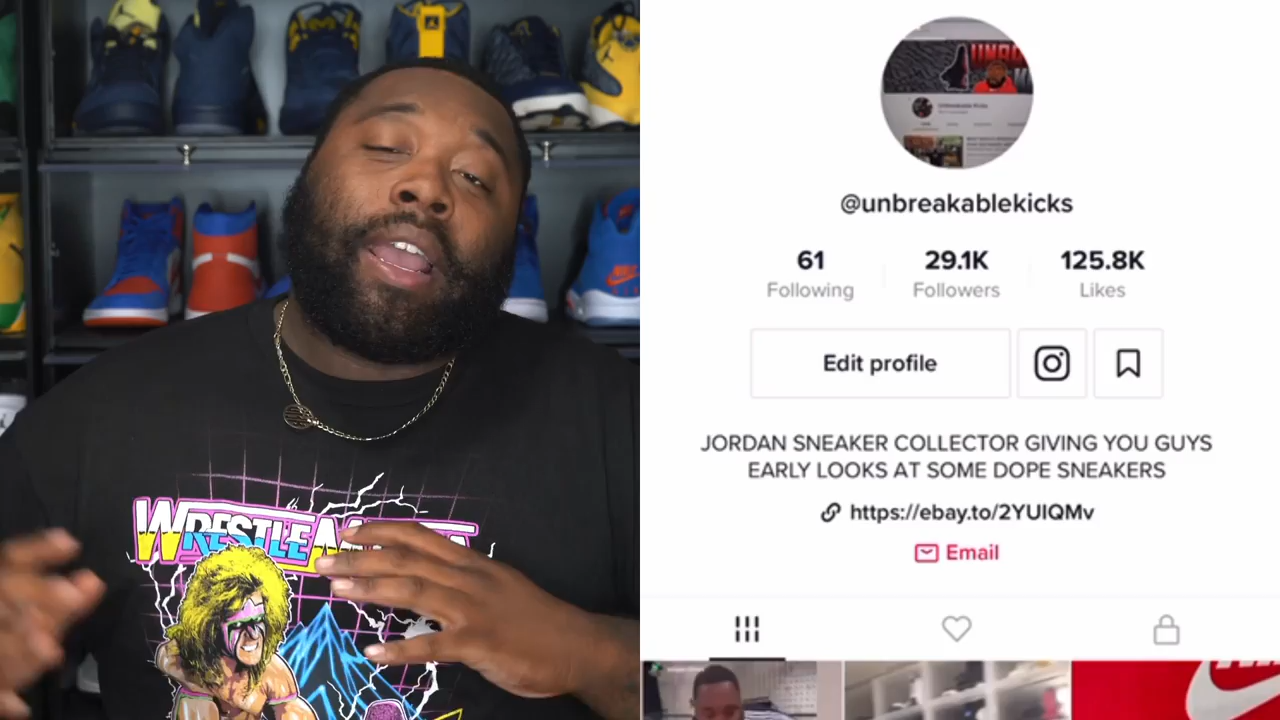 WRESTLEMANIA
@unbreakablekicks
61
29.1K
125.8K
Following
Followers
Likes
Edit profile
JORDAN SNEAKER COLLECTOR GIVING YOU GUYS
EARLY LOOKS AT SOME DOPE SNEAKERS
https://ebay.to/2YUIQMv
Email